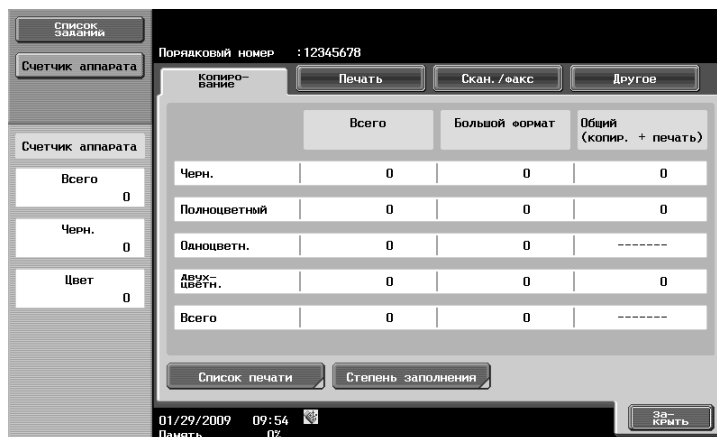 Список
заданий
Счетчик аппарата
Порядковый номер :12345678
Копиро-
вание
Печать
Скан./факс
Другое
Счетчик аппарата
Всего
0
Черн.
0
Цвет
0
Всего Большой формат Общий
(копир. + печать)
Черн. 0 0 0
Полноцветный 0 0 0
Одноцветн. 0 0 -------
Двух-
цветн. 0 0 0
Всего 0 0 -------
Список печати
Степень заполнения
01/29/2009 09:54
Память 0%
За-
крыть